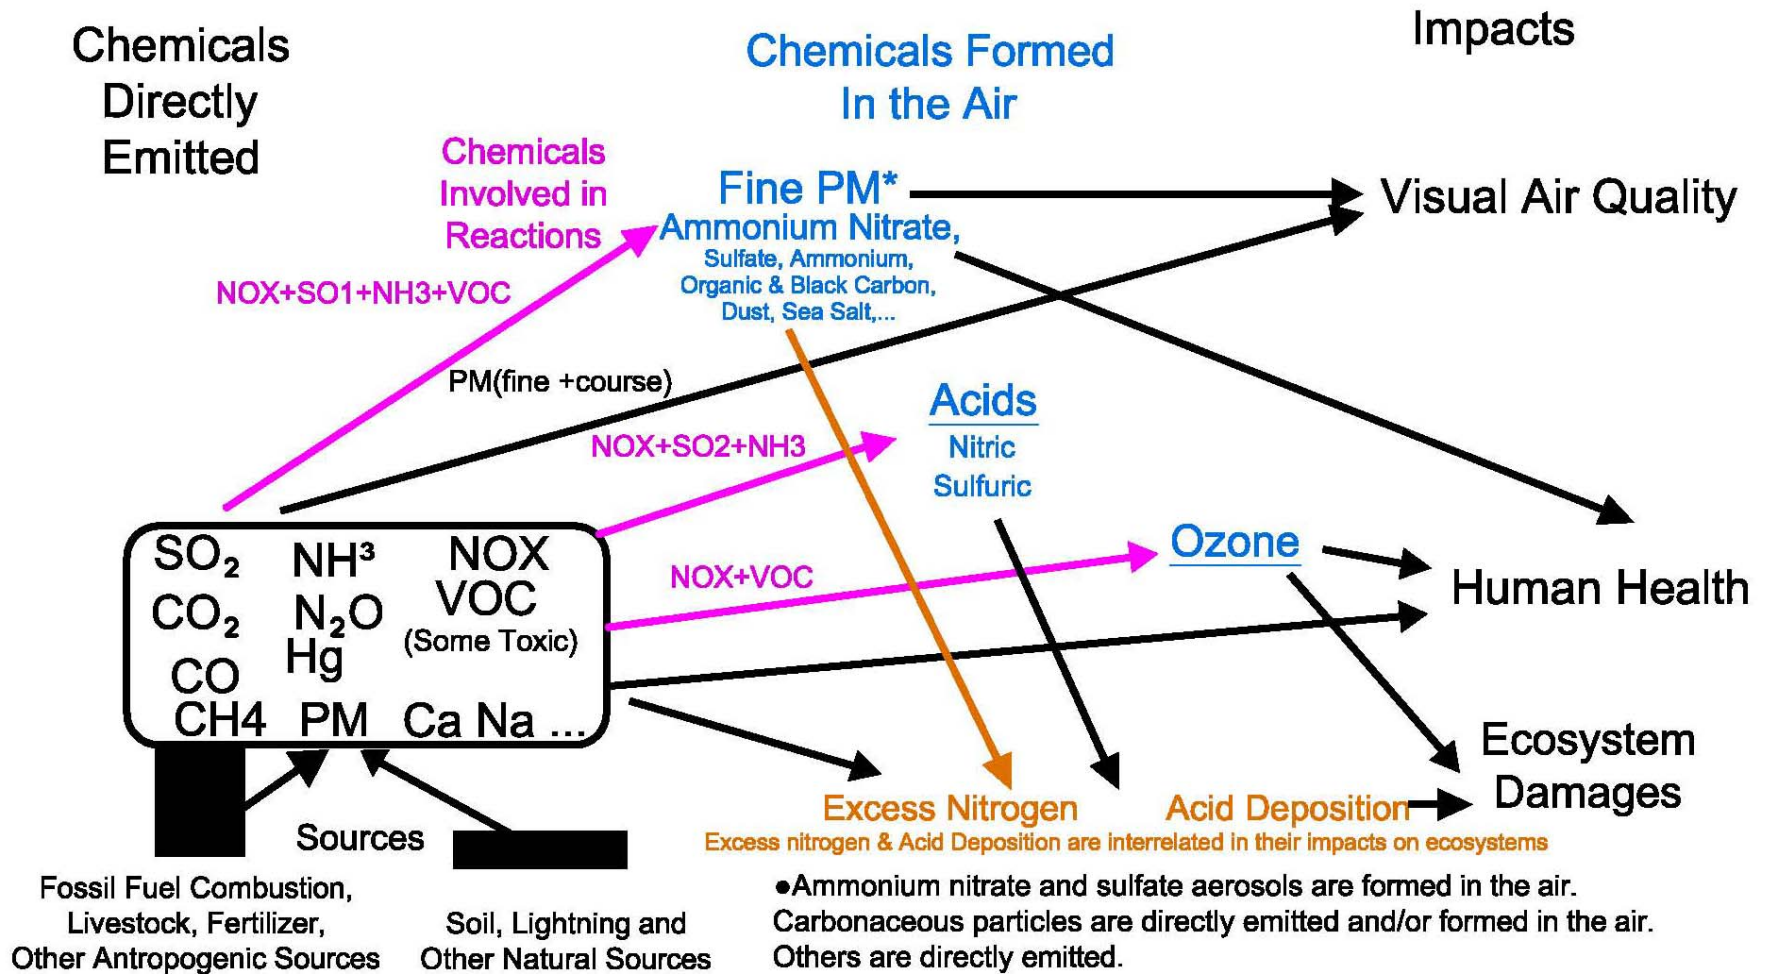 Chemicals
Directly
Emitted
Chemicals Formed
In the Air
Impacts
Chemicals
Involved in
Reactions
Fine PM*
Ammonium Nitrate,
Sulfate, Ammonium,
Organic & Black Carbon,
Dust, Sea Salt,...
Visual Air Quality
NOX+SO1+NH3+VOC
PM(fine +course)
NOX+SO2+NH3
Acids
Nitric
Sulfuric
NOX+VOC
Ozone
Human Health
SO₂ NH³ NOX
VOC
CO₂ N₂O
(Some Toxic)
Hg
CO
CH4 PM Ca Na ...
Ecosystem
Damages
Excess Nitrogen Acid Deposition
Excess nitrogen & Acid Deposition are interrelated in their impacts on ecosystems
Sources
Fossil Fuel Combustion,
Livestock, Fertilizer,
Other Antropogenic Sources
Soil, Lightning and
Other Natural Sources
●Ammonium nitrate and sulfate aerosols are formed in the air.
Carbonaceous particles are directly emitted and/or formed in the air.
Others are directly emitted.